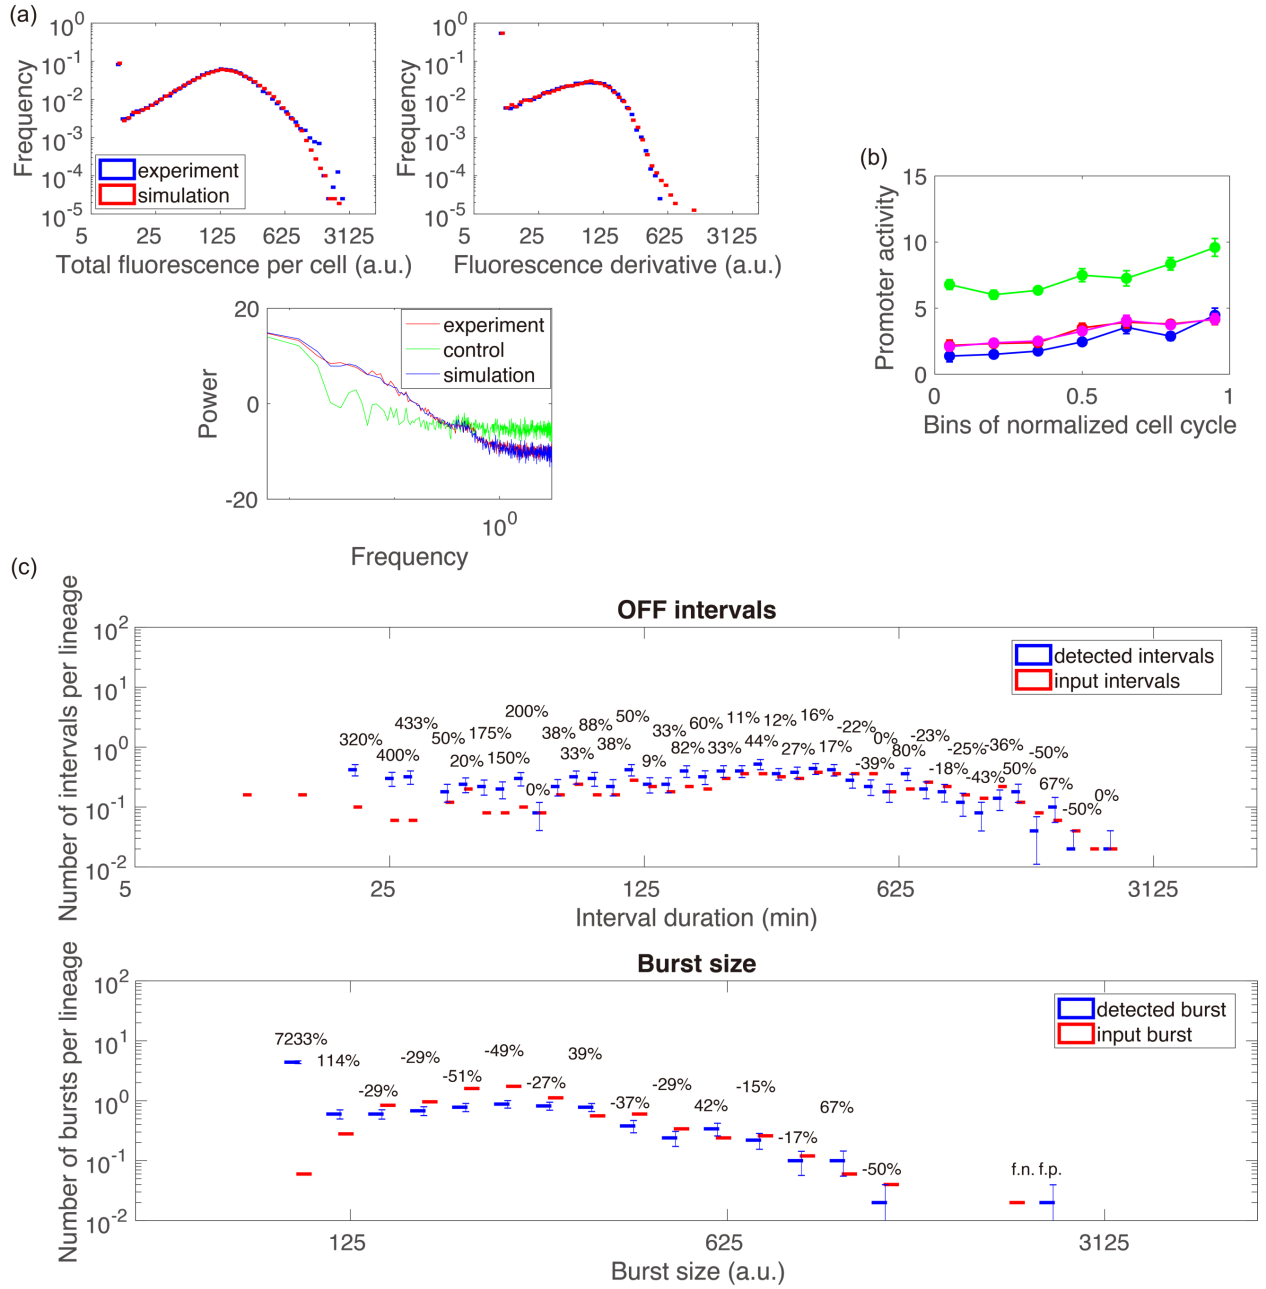 (a)
10^0
10^-1
10^-2
10^-3
10^-4
10^-5
Frequency
experiment
simulation
5 25 125 625 3125
Total fluorescence per cell (a.u.)
10^0
10^-1
10^-2
10^-3
10^-4
10^-5
Frequency
5 25 125 625 3125
Fluorescence derivative (a.u.)
20
0
-20
Power
experiment
control
simulation
10^0
Frequency
(b)
15
10
5
0
Promoter activity
0 0.5 1
Bins of normalized cell cycle
(c)
OFF intervals
10^2
10^1
10^0
10^-1
10^-2
Number of intervals per lineage
detected intervals
input intervals
320%
433%
400%
50%
20%
175%
150%
200%
0%
38%
33%
88%
38%
50%
9%
33%
82%
60%
33%
11%
44%
12%
27%
16%
17%
-22%
-39%
0%
80%
-23%
-18%
-25%
-43%
-36%
50%
-50%
67%
-50%
0%
5 25 125 625 3125
Interval duration (min)
Burst size
10^2
10^1
10^0
10^-1
10^-2
Number of bursts per lineage
detected burst
input burst
7233%
114%
-29%
-29%
-51%
-49%
-27%
39%
-37%
-29%
42%
-15%
-17%
67%
-50%
f.n. f.p.
125 625 3125
Burst size (a.u.)